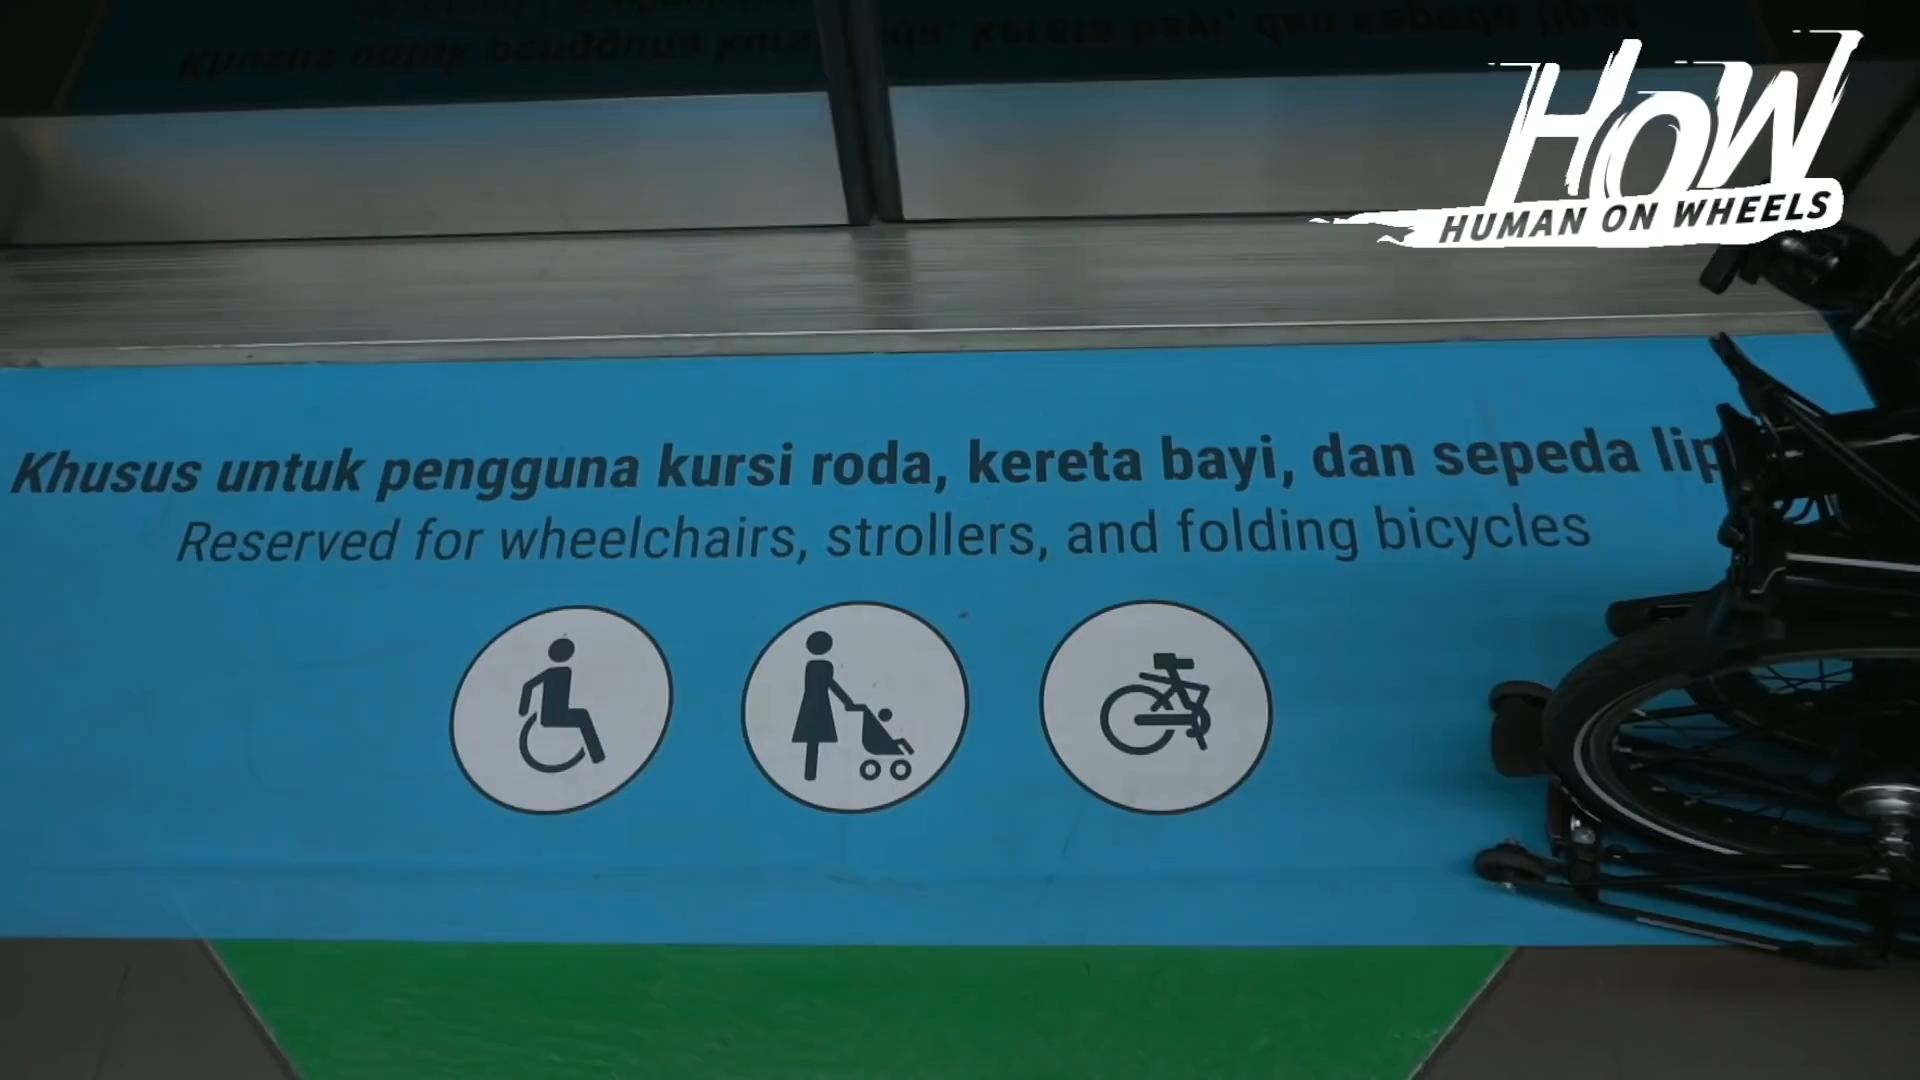 HOW
HUMAN ON WHEELS
Khusus untuk pengguna kursi roda, kereta bayi, dan sepeda lip
Reserved for wheelchairs, strollers, and folding bicycles